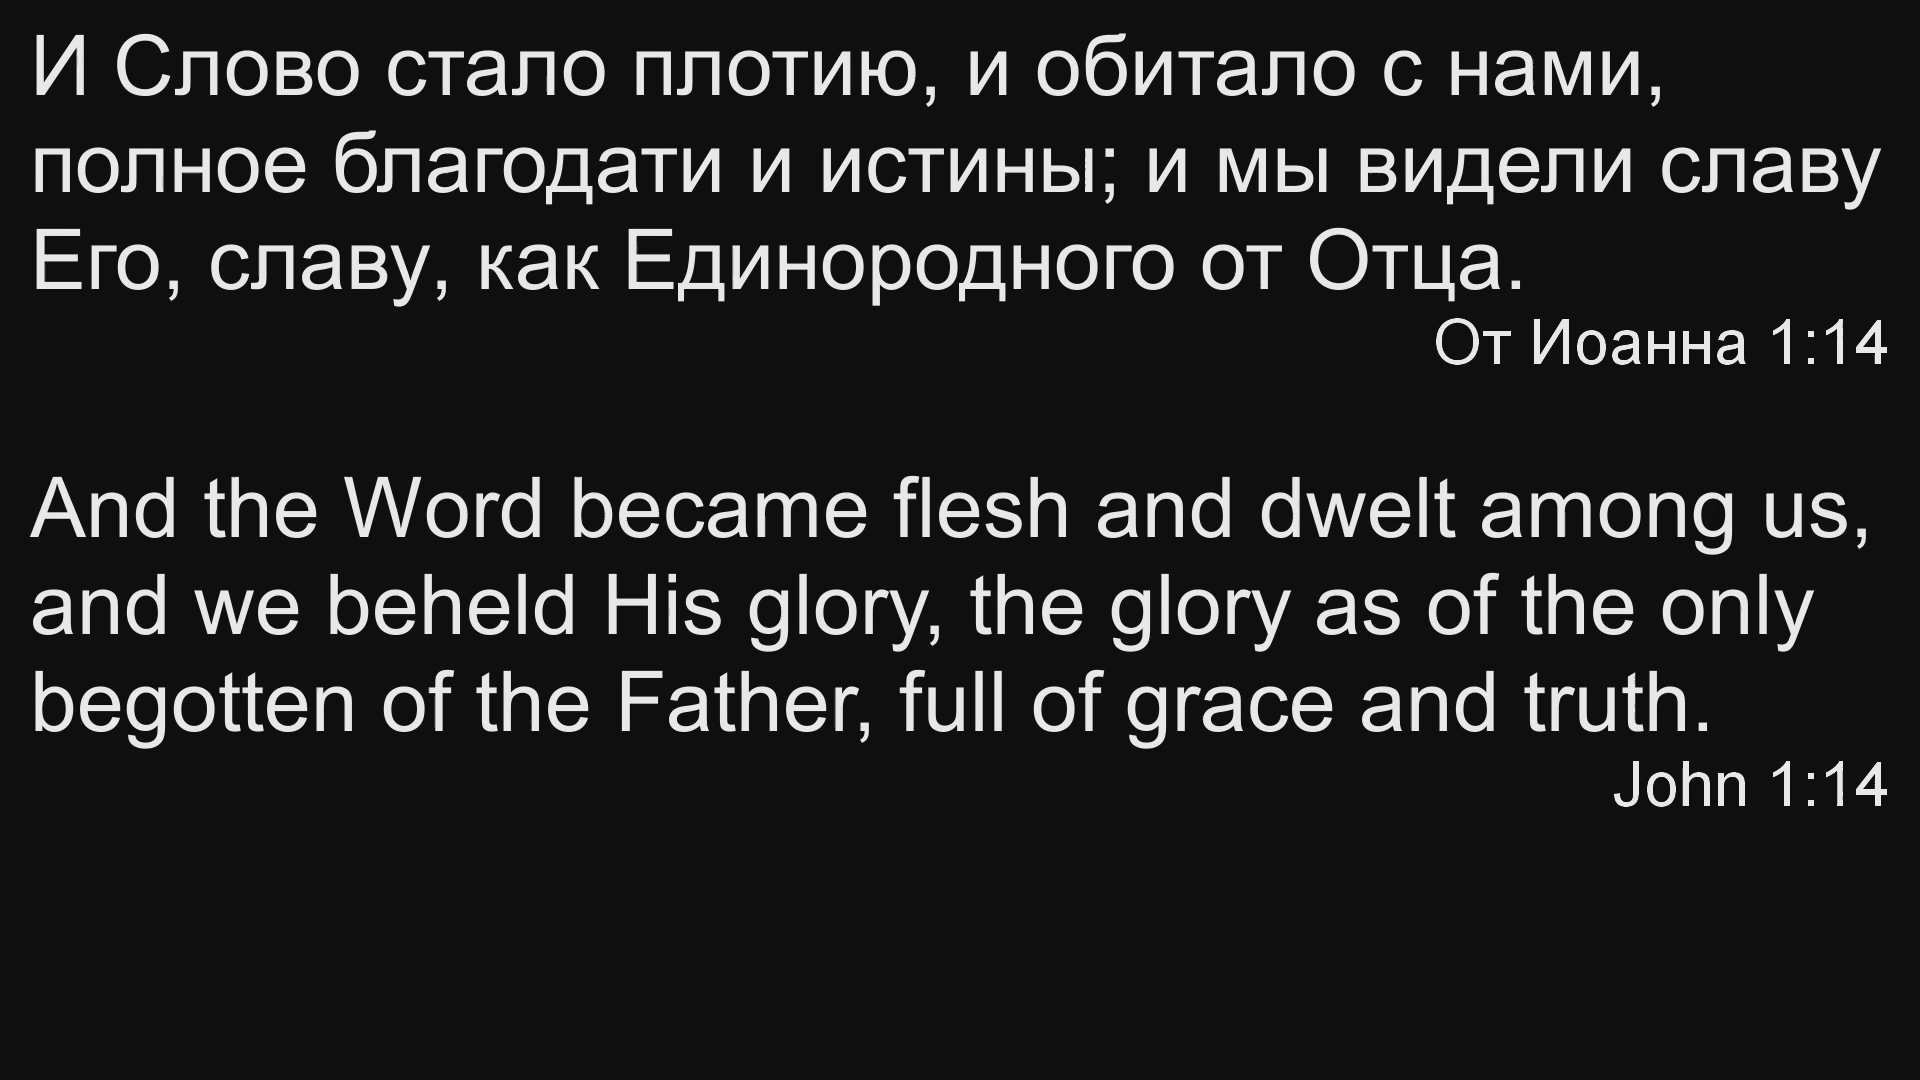 И Слово стало плотию, и обитало с нами,
полное благодати и истины; и мы видели славу
Его, славу, как Единородного от Отца.
От Иоанна 1:14
And the Word became flesh and dwelt among us,
and we beheld His glory, the glory as of the only
begotten of the Father, full of grace and truth.
John 1:14